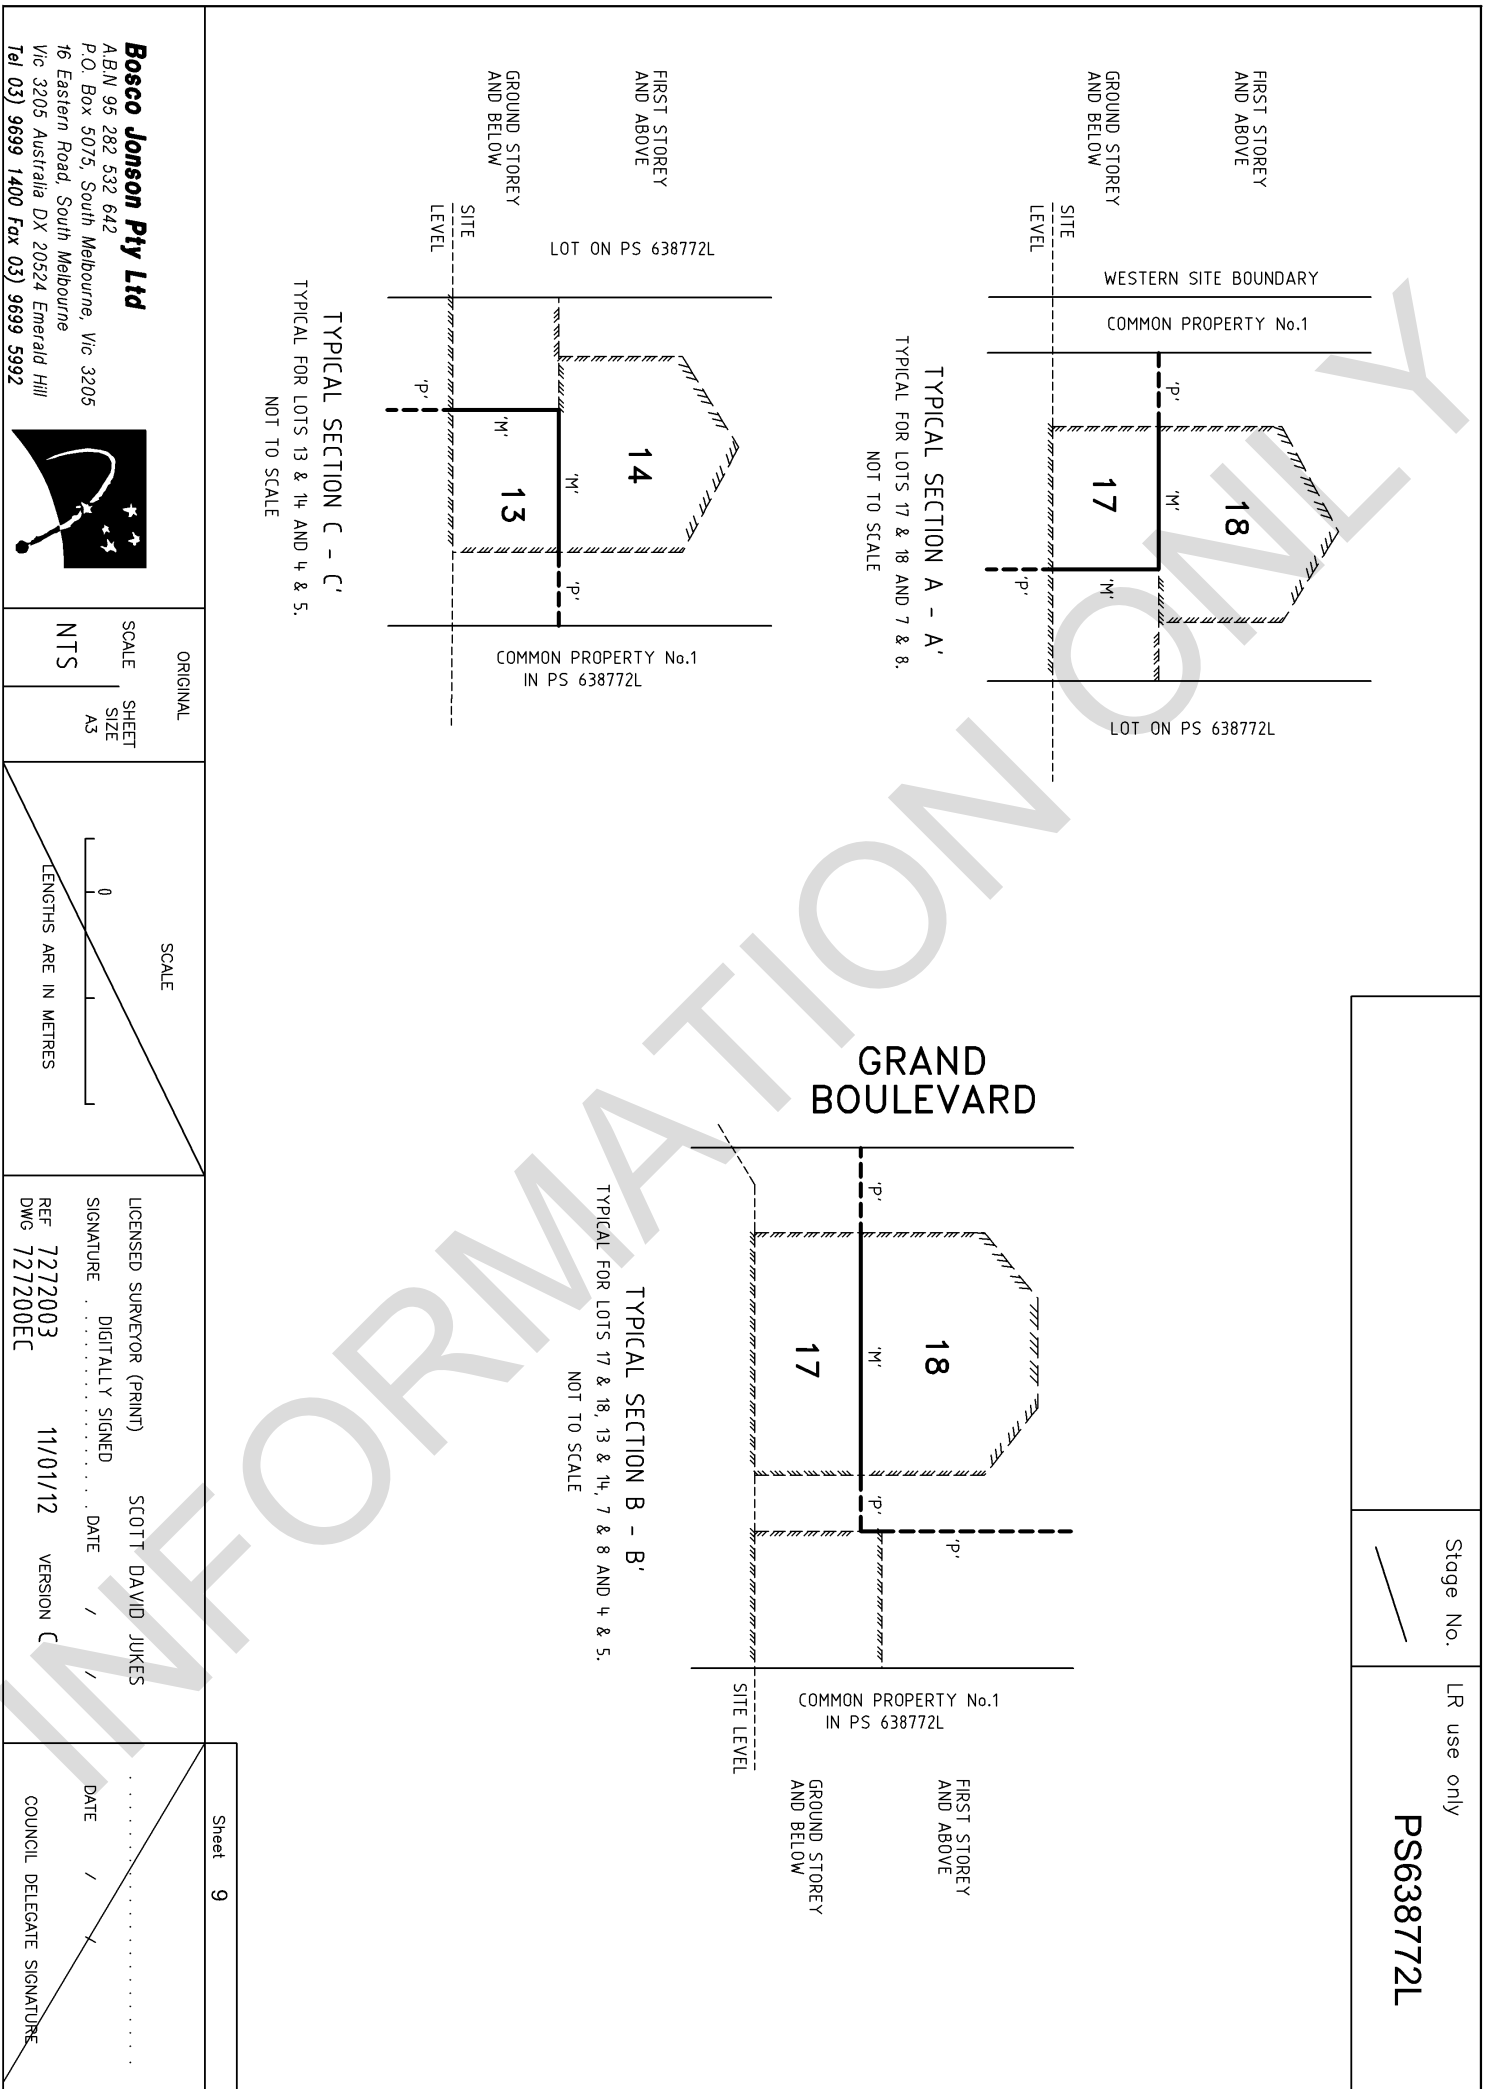 Stage No.
LR use only
PS638772L
FIRST STOREY
AND ABOVE
GROUND STOREY
AND BELOW
SITE
LEVEL
WESTERN SITE BOUNDARY
COMMON PROPERTY No.1
'P'
'M'
'M'
'P'
18
17
LOT ON PS 638772L
TYPICAL SECTION A - A'
TYPICAL FOR LOTS 17 & 18 AND 7 & 8.
NOT TO SCALE
GRAND
BOULEVARD
'P'
'M'
'P'
'P'
18
17
SITE LEVEL
COMMON PROPERTY No.1
IN PS 638772L
FIRST STOREY
AND ABOVE
GROUND STOREY
AND BELOW
TYPICAL SECTION B - B'
TYPICAL FOR LOTS 17 & 18, 13 & 14, 7 & 8 AND 4 & 5.
NOT TO SCALE
FIRST STOREY
AND ABOVE
GROUND STOREY
AND BELOW
SITE
LEVEL
LOT ON PS 638772L
14
13
'M'
'M'
'P'
'P'
COMMON PROPERTY No.1
IN PS 638772L
TYPICAL SECTION C - C'
TYPICAL FOR LOTS 13 & 14 AND 4 & 5.
NOT TO SCALE
INFORMATION ONLY
Sheet 9
Bosco Jonson Pty Ltd
A.B.N 95 282 532 642
P.O. Box 5075, South Melbourne, Vic 3205
16 Eastern Road, South Melbourne
Vic 3205 Australia DX 20524 Emerald Hill
Tel 03) 9699 1400 Fax 03) 9699 5992
ORIGINAL
SCALE
NTS
SHEET
SIZE
A3
SCALE
0
LENGTHS ARE IN METRES
LICENSED SURVEYOR (PRINT) SCOTT DAVID JUKES
SIGNATURE . . . DIGITALLY SIGNED . . . DATE / /
REF 7272003 11/01/12 VERSION C
DWG 727200EC
DATE / /
COUNCIL DELEGATE SIGNATURE